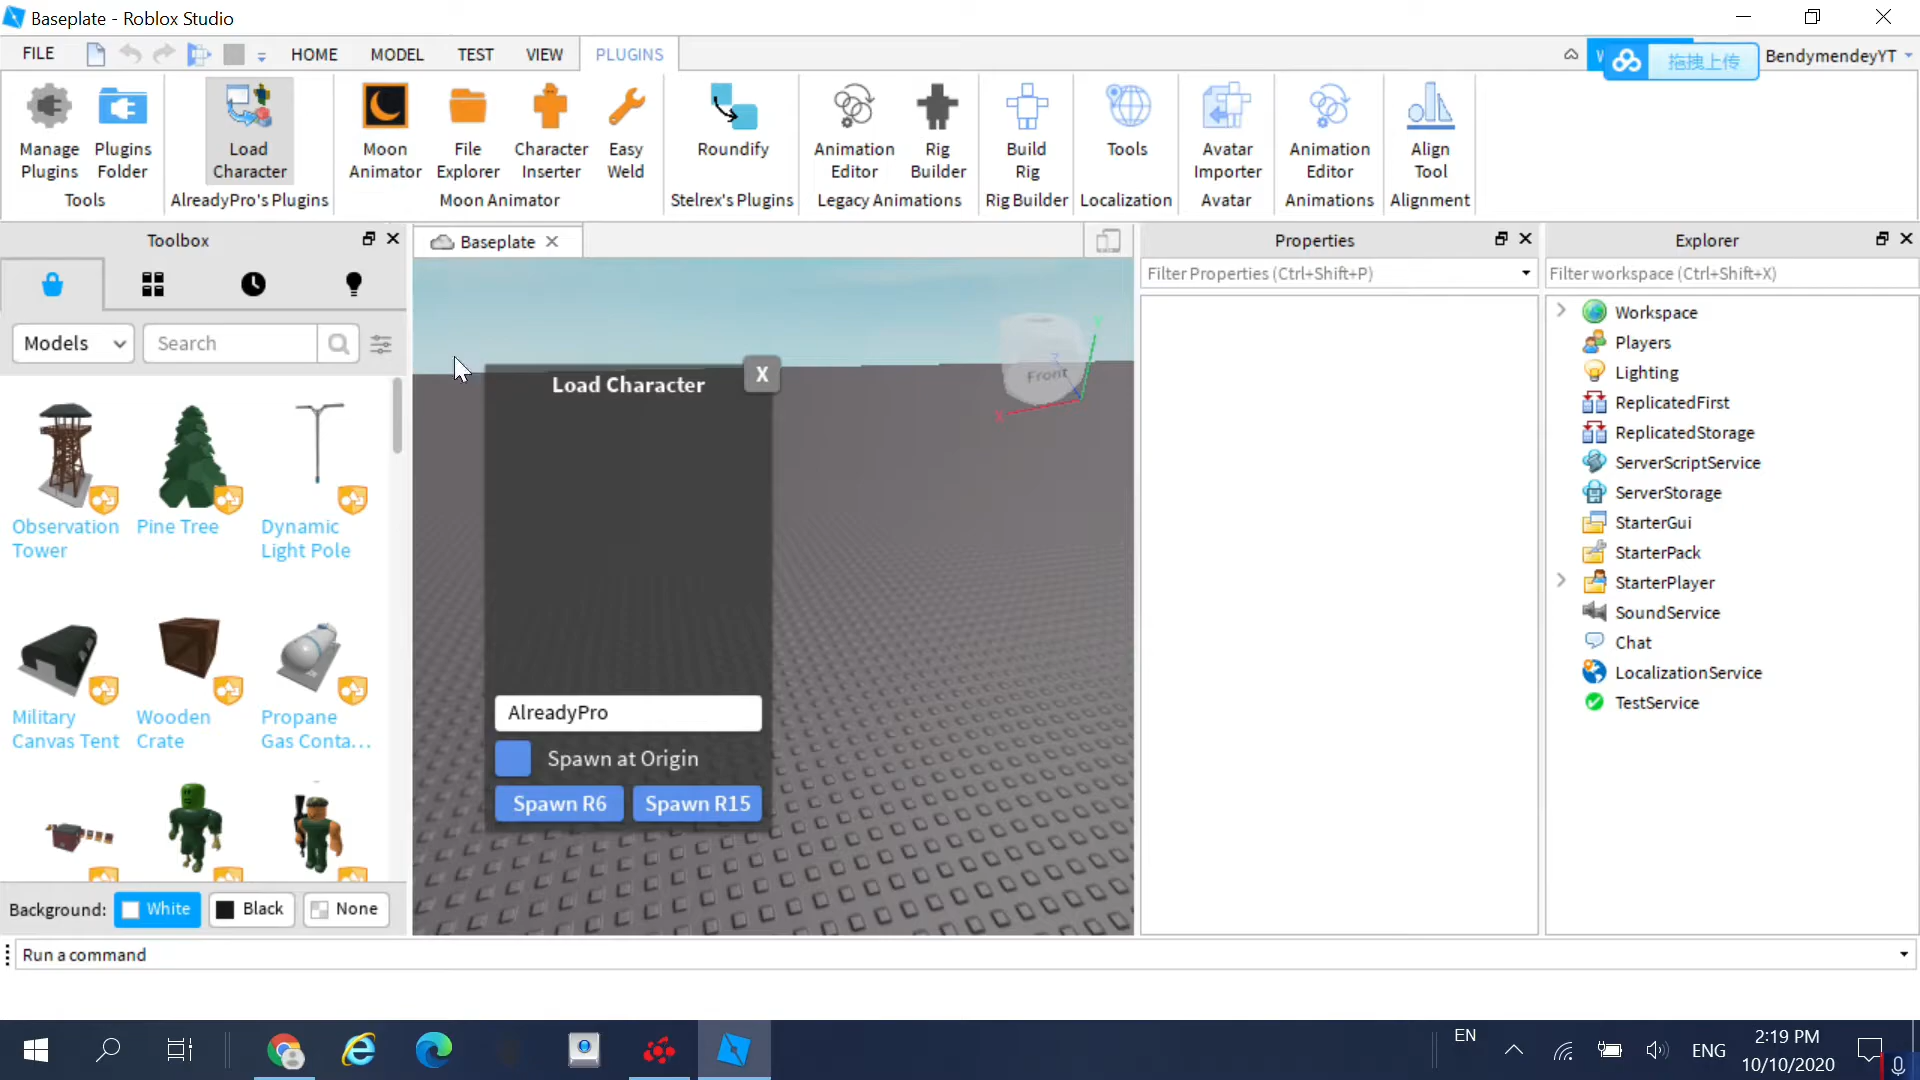 Baseplate - Roblox Studio
FILE HOME MODEL TEST VIEW PLUGINS
拖拽上传 BendymendeyYT
Manage Plugins
Plugins Folder
Tools
Load Character
AlreadyPro's Plugins
Moon Animator
File Explorer
Character Inserter
Easy Weld
Moon Animator
Roundify
Stelrex's Plugins
Animation Editor
Rig Builder
Legacy Animations
Build Rig
Rig Builder
Tools
Localization
Avatar Importer
Avatar
Animation Editor
Animations
Align Tool
Alignment
Toolbox
Models
Search
Observation Tower
Pine Tree
Dynamic Light Pole
Military Canvas Tent
Wooden Crate
Propane Gas Conta...
Background: White Black None
Baseplate
Front
X
Y
Z
Load Character
X
AlreadyPro
Spawn at Origin
Spawn R6
Spawn R15
Properties
Filter Properties (Ctrl+Shift+P)
Explorer
Filter workspace (Ctrl+Shift+X)
Workspace
Players
Lighting
ReplicatedFirst
ReplicatedStorage
ServerScriptService
ServerStorage
StarterGui
StarterPack
StarterPlayer
SoundService
Chat
LocalizationService
TestService
Run a command
EN
ENG
2:19 PM
10/10/2020